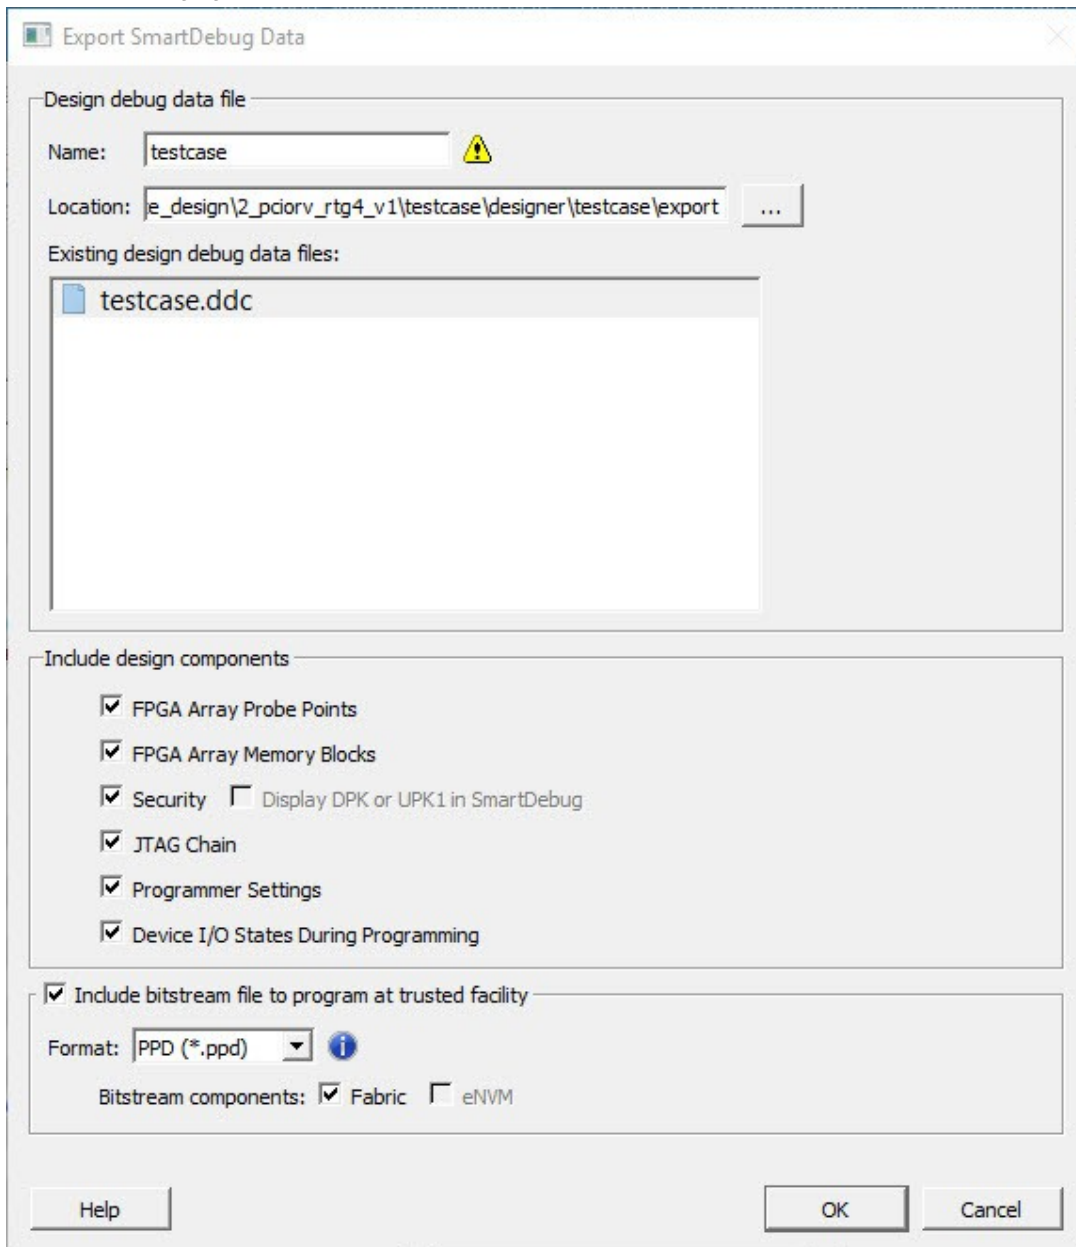 Export SmartDebug Data
Design debug data file
Name: testcase
Location: e_design\2_pciorv_rtg4_v1\testcase\designer\testcase\export ...
Existing design debug data files:
testcase.ddc
Include design components
FPGA Array Probe Points
FPGA Array Memory Blocks
Security Display DPK or UPK1 in SmartDebug
JTAG Chain
Programmer Settings
Device I/O States During Programming
Include bitstream file to program at trusted facility
Format: PPD (*.ppd)
Bitstream components: Fabric eNVM
Help OK Cancel